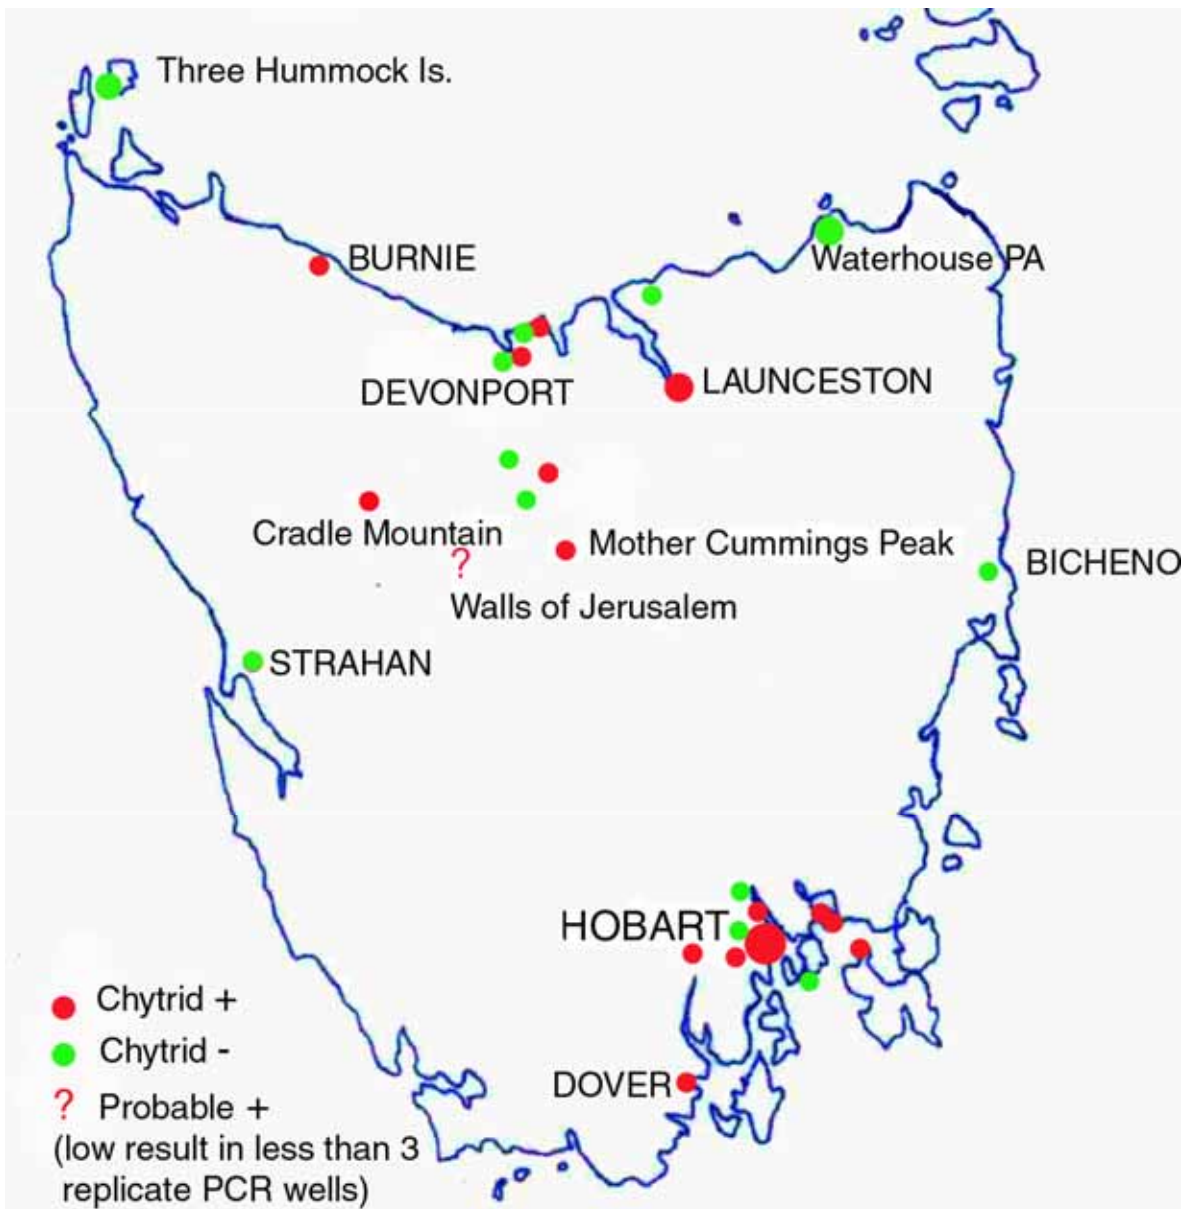 Three Hummock Is.
BURNIE
Waterhouse PA
DEVONPORT
LAUNCESTON
Cradle Mountain
?
Mother Cummings Peak
BICHENO
Walls of Jerusalem
STRAHAN
HOBART
DOVER
Chytrid +
Chytrid -
? Probable +
(low result in less than 3
replicate PCR wells)